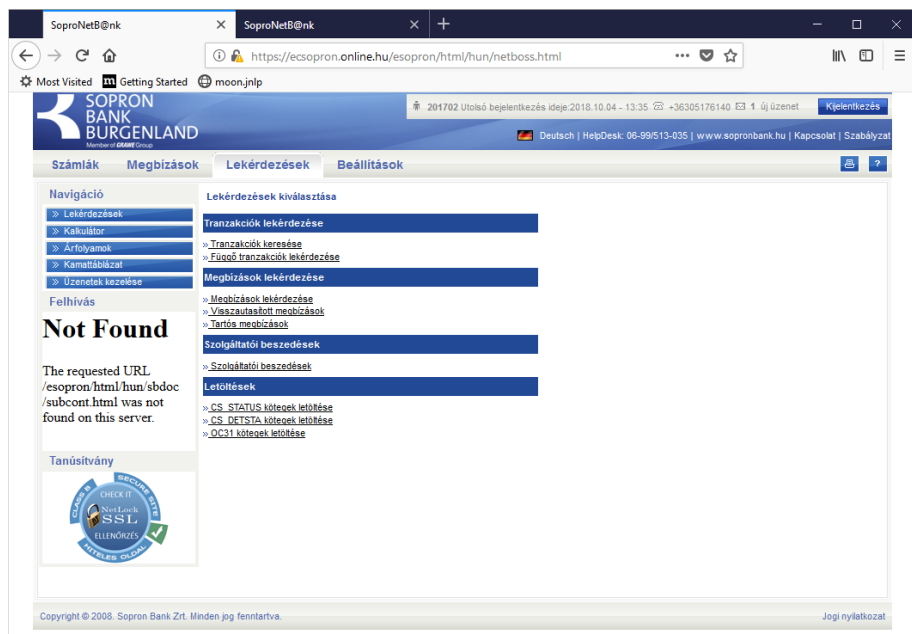 SoproNetB@nk
SoproNetB@nk
https://ecsopron.online.hu/esopron/html/hun/netboss.html
Most Visited
m Getting Started
moon.jnlp
SOPRON
BANK
BURGENLAND
Member of GRAWE Group
201702 Utolsó bejelentkezés ideje:2018.10.04 - 13:35 +36305176140 1 új üzenet
Kijelentkezés
Deutsch | HelpDesk: 06-99/513-035 | www.sopronbank.hu | Kapcsolat | Szabályzat
Számlák Megbízások Lekérdezések Beállítások
?
Navigáció
» Lekérdezések
» Kalkulátor
» Árfolyamok
» Kamattáblázat
» Üzenetek kezelése
Felhívás
Not Found
The requested URL
/esopron/html/hun/sbdoc
/subcont.html was not
found on this server.
Tanúsítvány
CLASS B
SECURE SITE
CHECK IT
NetLock
SSL
ELLENŐRZÉS
HITELES OLDAL
Lekérdezések kiválasztása
Tranzakciók lekérdezése
» Tranzakciók keresése
» Függő tranzakciók lekérdezése
Megbízások lekérdezése
» Megbízások lekérdezése
» Visszautasított megbízások
» Tartós megbízások
Szolgáltatói beszedések
» Szolgáltatói beszedések
Letöltések
» CS_STATUS kötegek letöltése
» CS_DETSTA kötegek letöltése
» OC31 kötegek letöltése
Copyright © 2008. Sopron Bank Zrt. Minden jog fenntartva.
Jogi nyilatkozat